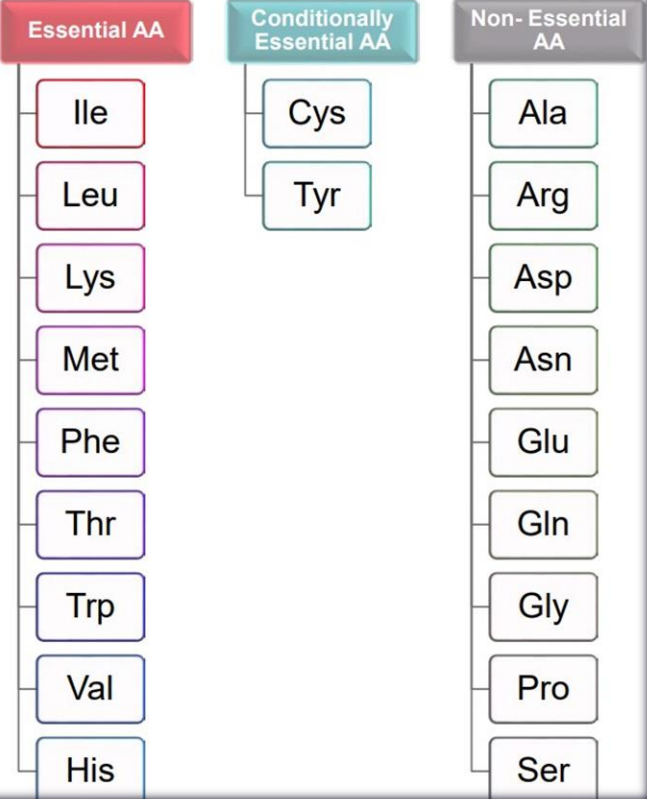 Essential AA
Ile
Leu
Lys
Met
Phe
Thr
Trp
Val
His
Conditionally
Essential AA
Cys
Tyr
Non- Essential
AA
Ala
Arg
Asp
Asn
Glu
Gln
Gly
Pro
Ser